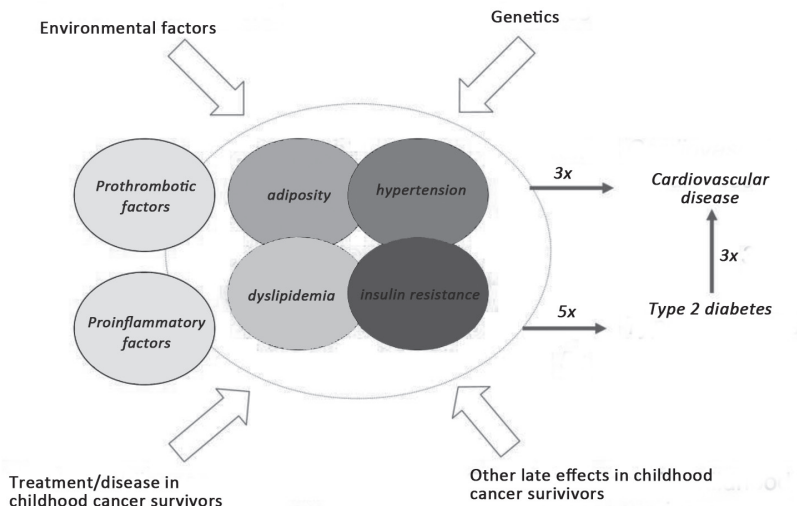 Environmental factors
Genetics
Prothrombotic
factors
adiposity
hypertension
3x
Cardiovascular
disease
3x
Proinflammatory
factors
dyslipidemia
insulin resistance
5x
Type 2 diabetes
Treatment/disease in
childhood cancer survivors
Other late effects in childhood
cancer surivivors